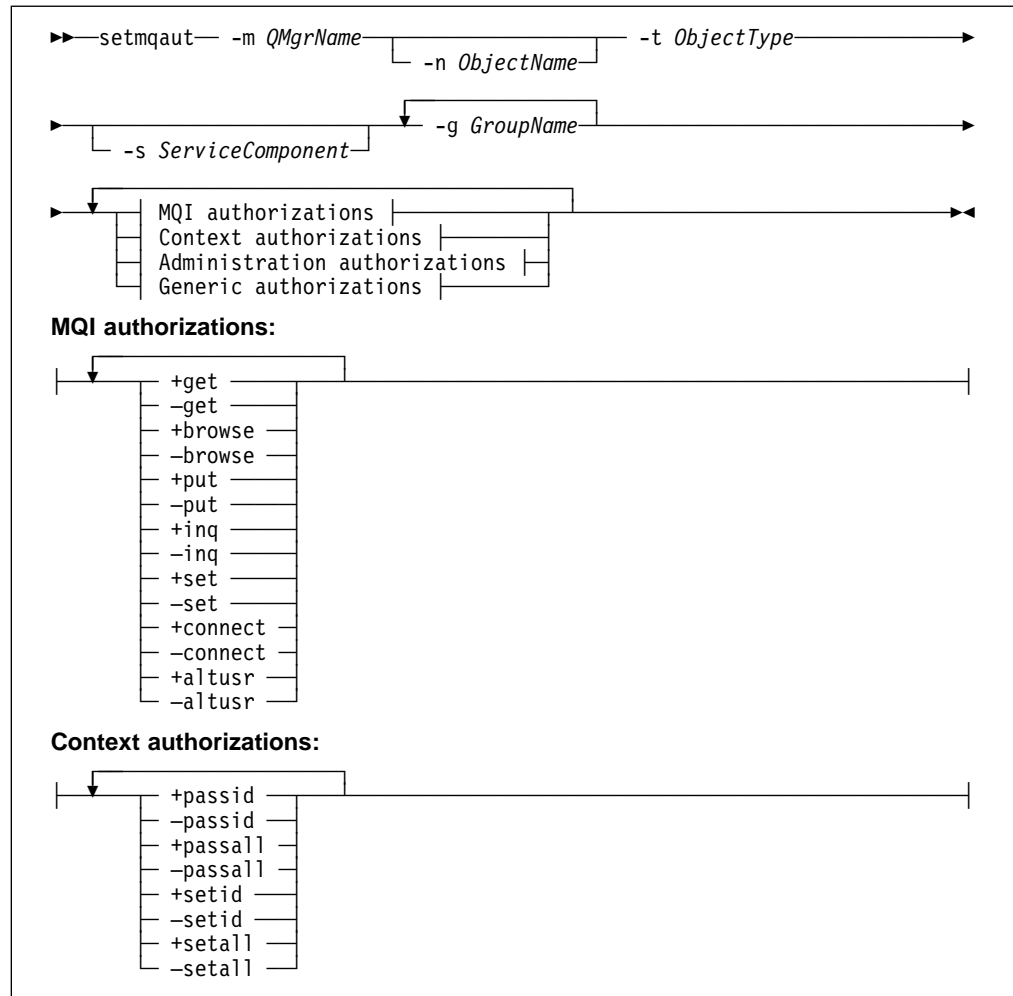 setmqaut -m QMgrName -t ObjectType
-n ObjectName
-g GroupName
-s ServiceComponent
MQI authorizations
Context authorizations
Administration authorizations
Generic authorizations
MQI authorizations:
+get
–get
+browse
–browse
+put
–put
+inq
–inq
+set
–set
+connect
–connect
+altusr
–altusr
Context authorizations:
+passid
–passid
+passall
–passall
+setid
–setid
+setall
–setall